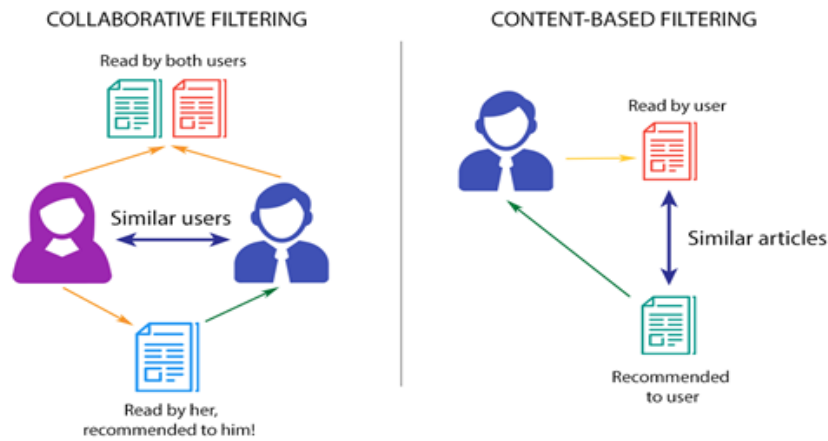 COLLABORATIVE FILTERING
Read by both users
Similar users
Read by her,
recommended to him!
CONTENT-BASED FILTERING
Read by user
Similar articles
Recommended
to user